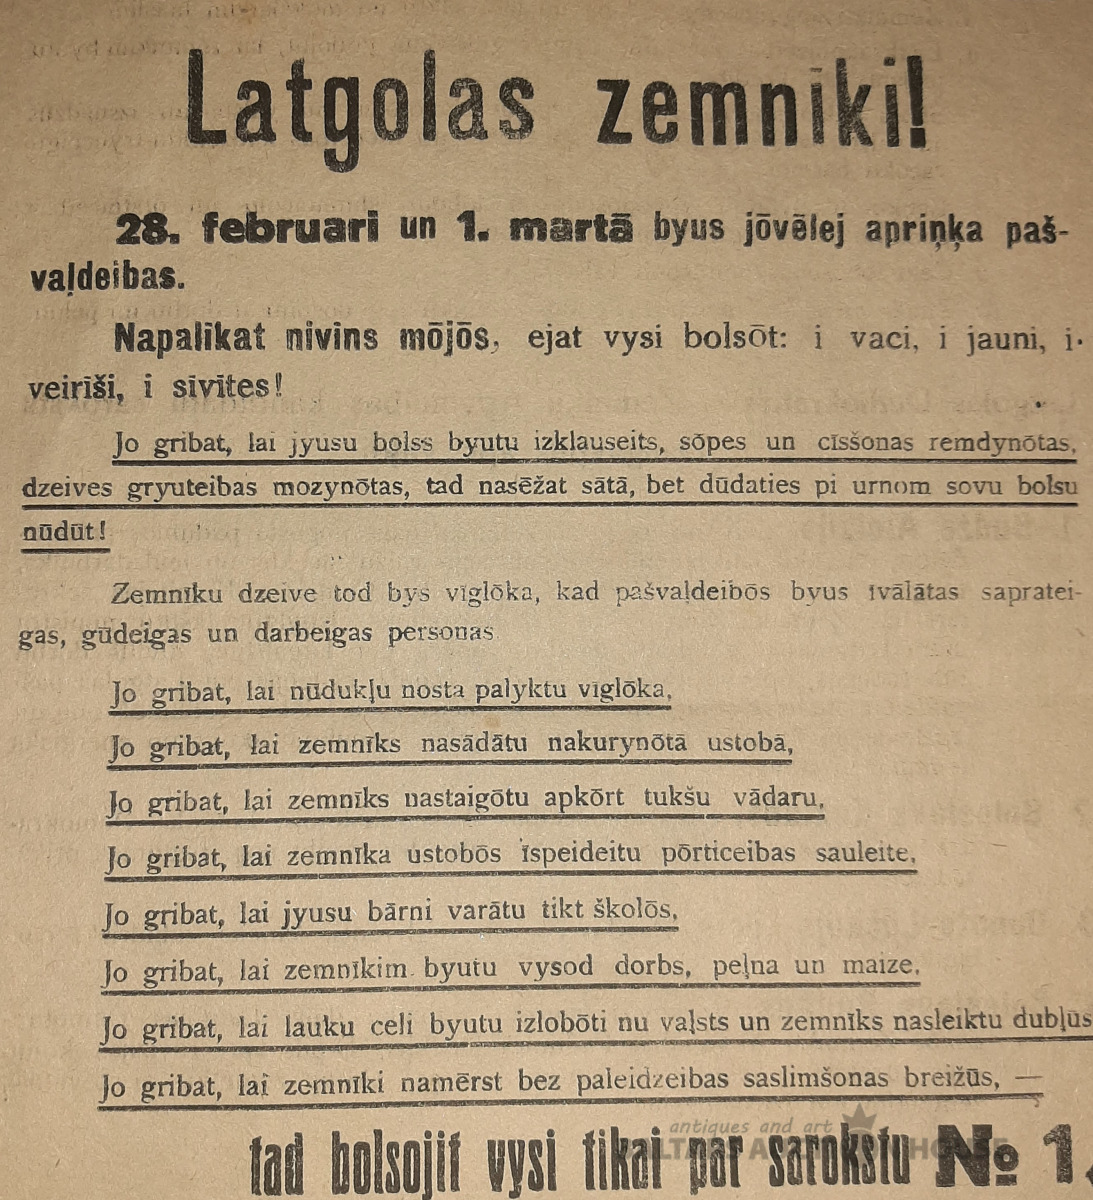 Latgolas zemnīki!
28. februari un 1. martā byus jōvēlej apriņķa paš-
vaļdeibas.
Napalikat nivins mōjōs, ejat vysi bolsōt: i vaci, i jauni, i
veirīši, i sīvītes!
Jo gribat, lai jyusu bolss byutu izklauseits, sōpes un cīsšonas remdynōtas,
dzeives gryuteibas mozynōtas, tad nasēžat sātā, bet dūdaties pi urnom sovu bolsu
nūdūt!
Zemnīku dzeive tod bys vīglōka, kad pašvaļdeibōs byus īvālātas sapratei-
gas, gūdeigas un darbeigas personas
Jo gribat, lai nūdukļu nosta palyktu vīglōka,
Jo gribat, lai zemnīks nasādātu nakurynōtā ustobā,
Jo gribat, lai zemnīks nastaigōtu apkōrt tukšu vādaru,
Jo gribat, lai zemnīka ustobōs īspeideitu pōrticeibas sauleite,
Jo gribat, lai jyusu bārni varātu tikt školōs,
Jo gribat, lai zemnīkim byutu vysod dorbs, peļna un maize,
Jo gribat, lai lauku celi byutu izlobōti nu vaļsts un zemnīks nasleiktu dubļūs
Jo gribat, lai zemnīki namērst bez paleidzeibas saslimšonas breižūs, —
antiques and art
tad bolsojit vysi tikai par sarokstu № 1.